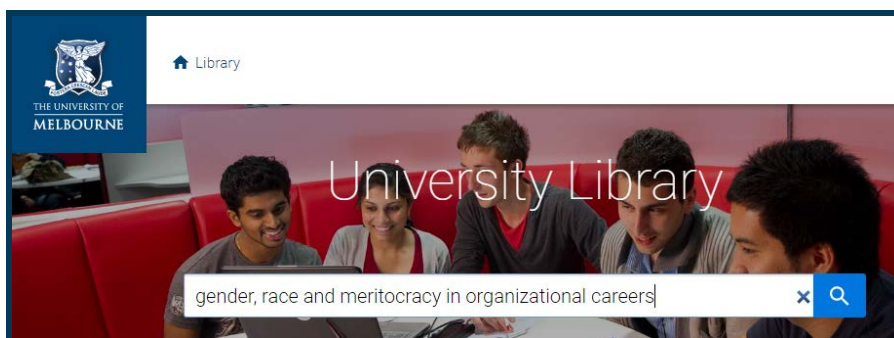 Library
THE UNIVERSITY OF
MELBOURNE
University Library
gender, race and meritocracy in organizational careers